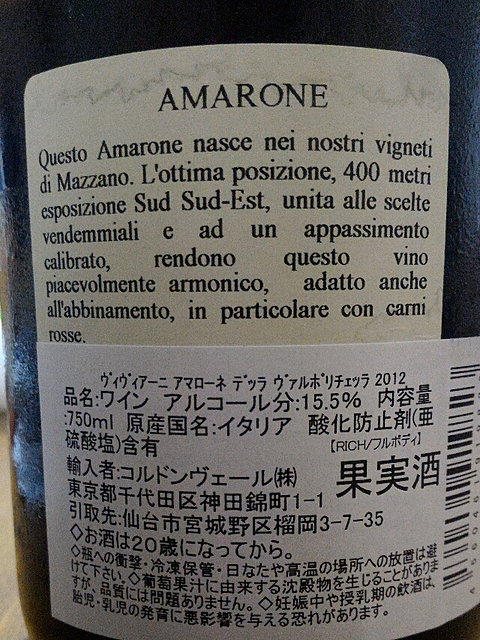 AMARONE
Questo Amarone nasce nei nostri vigneti
di Mazzano. L'ottima posizione, 400 metri
esposizione Sud Sud-Est, unita alle scelte
vendemmiali e ad un appassimento
calibrato, rendono questo vino
piacevolmente armonico, adatto anche
all'abbinamento, in particolare con carni
rosse.
ヴィヴィアーニ アマローネ デッラ ヴァルポリチェッラ 2012
品名:ワイン アルコール分:15.5% 内容量
:750ml 原産国名:イタリア 酸化防止剤(亜
硫酸塩)含有
【RICH/フルボディ】
輸入者:コルドンヴェール(株)
果実酒
東京都千代田区神田錦町1-1
引取先:仙台市宮城野区榴岡3-7-35
◇お酒は20歳になってから。
◇瓶への衝撃・冷凍保管・日なたや高温の場所への放置は避
けて下さい。◇葡萄果汁に由来する沈殿物を生じることがありま
すが、品質には問題ありません。◇妊娠中や授乳期の飲酒は、
胎児・乳児の発育に悪影響を与える恐れがあります。